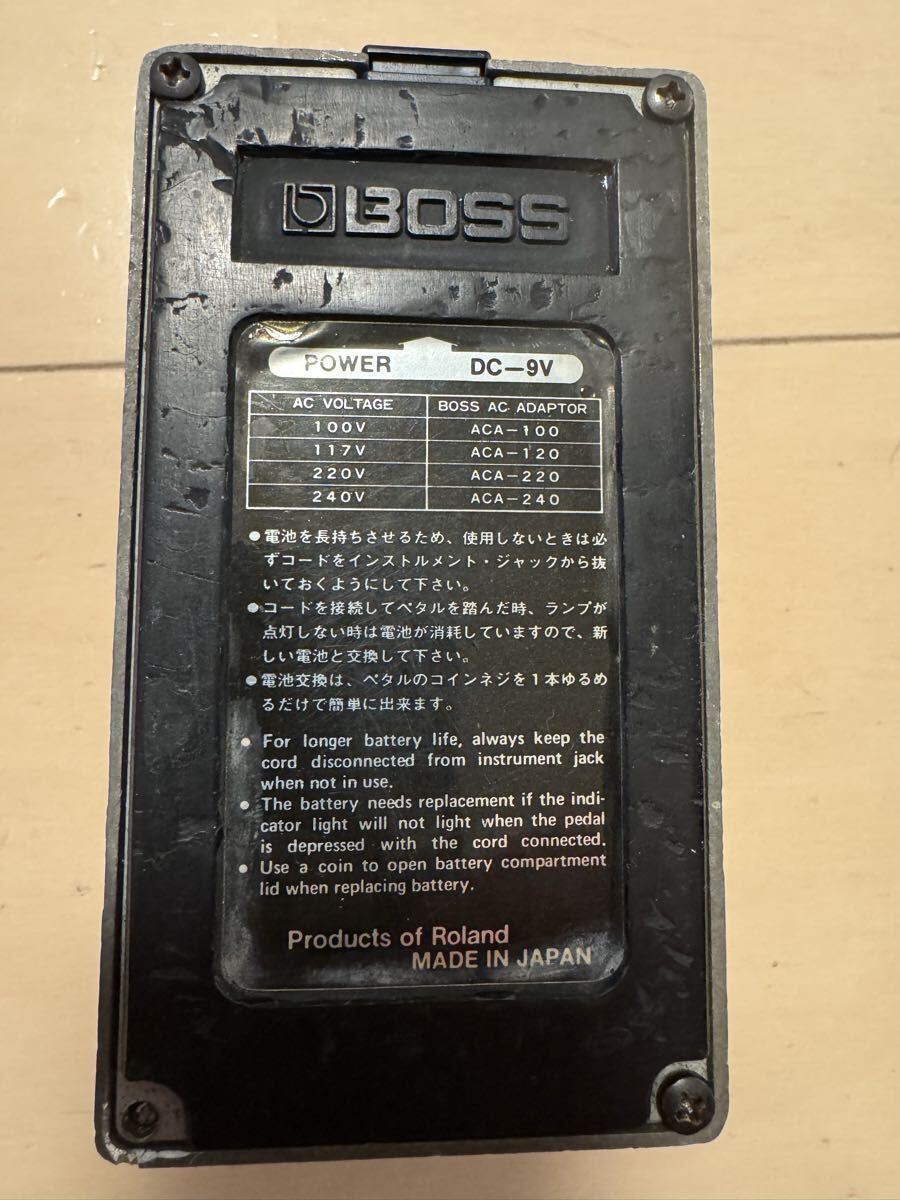 BOSS
POWER DC-9V
AC VOLTAGE BOSS AC ADAPTOR
100V ACA-100
117V ACA-120
220V ACA-220
240V ACA-240
●電池を長持ちさせるため、使用しないときは必
ずコードをインストルメント・ジャックから抜
いておくようにして下さい。
●コードを接続してペタルを踏んだ時、ランプが
点灯しない時は電池が消耗していますので、新
しい電池と交換して下さい。
●電池交換は、ペタルのコインネジを1本ゆるめ
るだけで簡単に出来ます。
● For longer battery life, always keep the
cord disconnected from instrument jack
when not in use.
● The battery needs replacement if the indi-
cator light will not light when the pedal
is depressed with the cord connected.
● Use a coin to open battery compartment
lid when replacing battery.
Products of Roland
MADE IN JAPAN